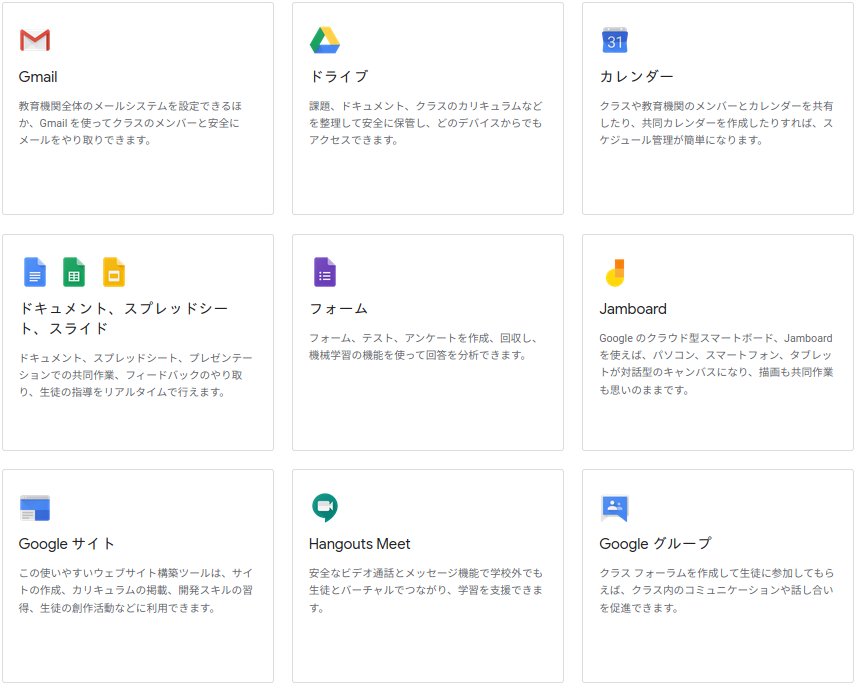 Gmail
教育機関全体のメールシステムを設定できるほ
か、Gmail を使ってクラスのメンバーと安全に
メールをやり取りできます。
ドライブ
課題、ドキュメント、クラスのカリキュラムなど
を整理して安全に保管し、どのデバイスからでも
アクセスできます。
31
カレンダー
クラスや教育機関のメンバーとカレンダーを共有
したり、共同カレンダーを作成したりすれば、ス
ケジュール管理が簡単になります。
ドキュメント、スプレッドシー
ト、スライド
ドキュメント、スプレッドシート、プレゼンテー
ションでの共同作業、フィードバックのやり取
り、生徒の指導をリアルタイムで行えます。
フォーム
フォーム、テスト、アンケートを作成、回収し、
機械学習の機能を使って回答を分析できます。
Jamboard
Google のクラウド型スマートボード、Jamboard
を使えば、パソコン、スマートフォン、タブレッ
トが対話型のキャンバスになり、描画も共同作業
も思いのままです。
Google サイト
この使いやすいウェブサイト構築ツールは、サイ
トの作成、カリキュラムの掲載、開発スキルの習
得、生徒の創作活動などに利用できます。
Hangouts Meet
安全なビデオ通話とメッセージ機能で学校外でも
生徒とバーチャルでつながり、学習を支援できま
す。
Google グループ
クラス フォーラムを作成して生徒に参加してもら
えば、クラス内のコミュニケーションや話し合い
を促進できます。